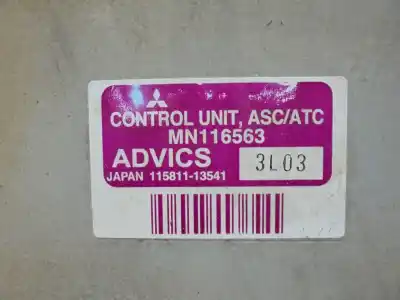 CONTROL UNIT, ASC/ATC
MN116563
ADVICS 3L03
JAPAN 115811-13541